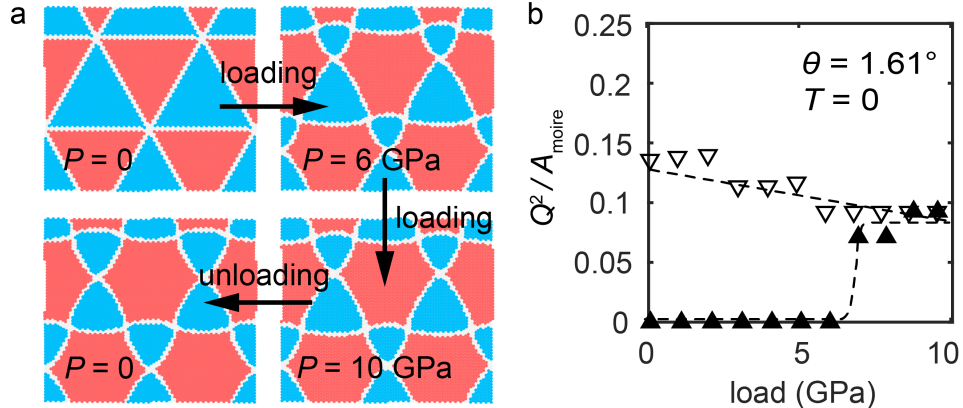 a
loading
P = 0
P = 6 GPa
loading
unloading
P = 0
P = 10 GPa
b
0.25
0.2
0.15
0.1
0.05
0
Q² / A_moire
θ = 1.61°
T = 0
0 5 10
load (GPa)